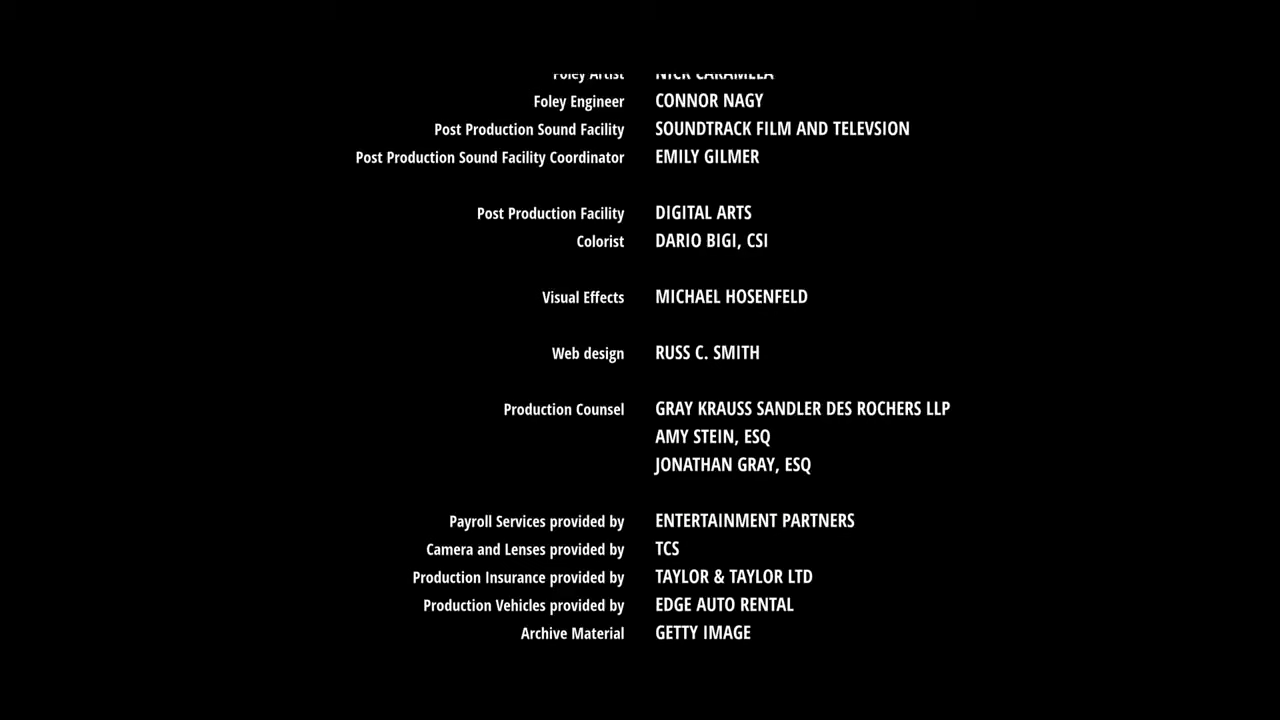 Foley Artist NICK CARAMELA
Foley Engineer CONNOR NAGY
Post Production Sound Facility SOUNDTRACK FILM AND TELEVSION
Post Production Sound Facility Coordinator EMILY GILMER
Post Production Facility DIGITAL ARTS
Colorist DARIO BIGI, CSI
Visual Effects MICHAEL HOSENFELD
Web design RUSS C. SMITH
Production Counsel GRAY KRAUSS SANDLER DES ROCHERS LLP
AMY STEIN, ESQ
JONATHAN GRAY, ESQ
Payroll Services provided by ENTERTAINMENT PARTNERS
Camera and Lenses provided by TCS
Production Insurance provided by TAYLOR & TAYLOR LTD
Production Vehicles provided by EDGE AUTO RENTAL
Archive Material GETTY IMAGE